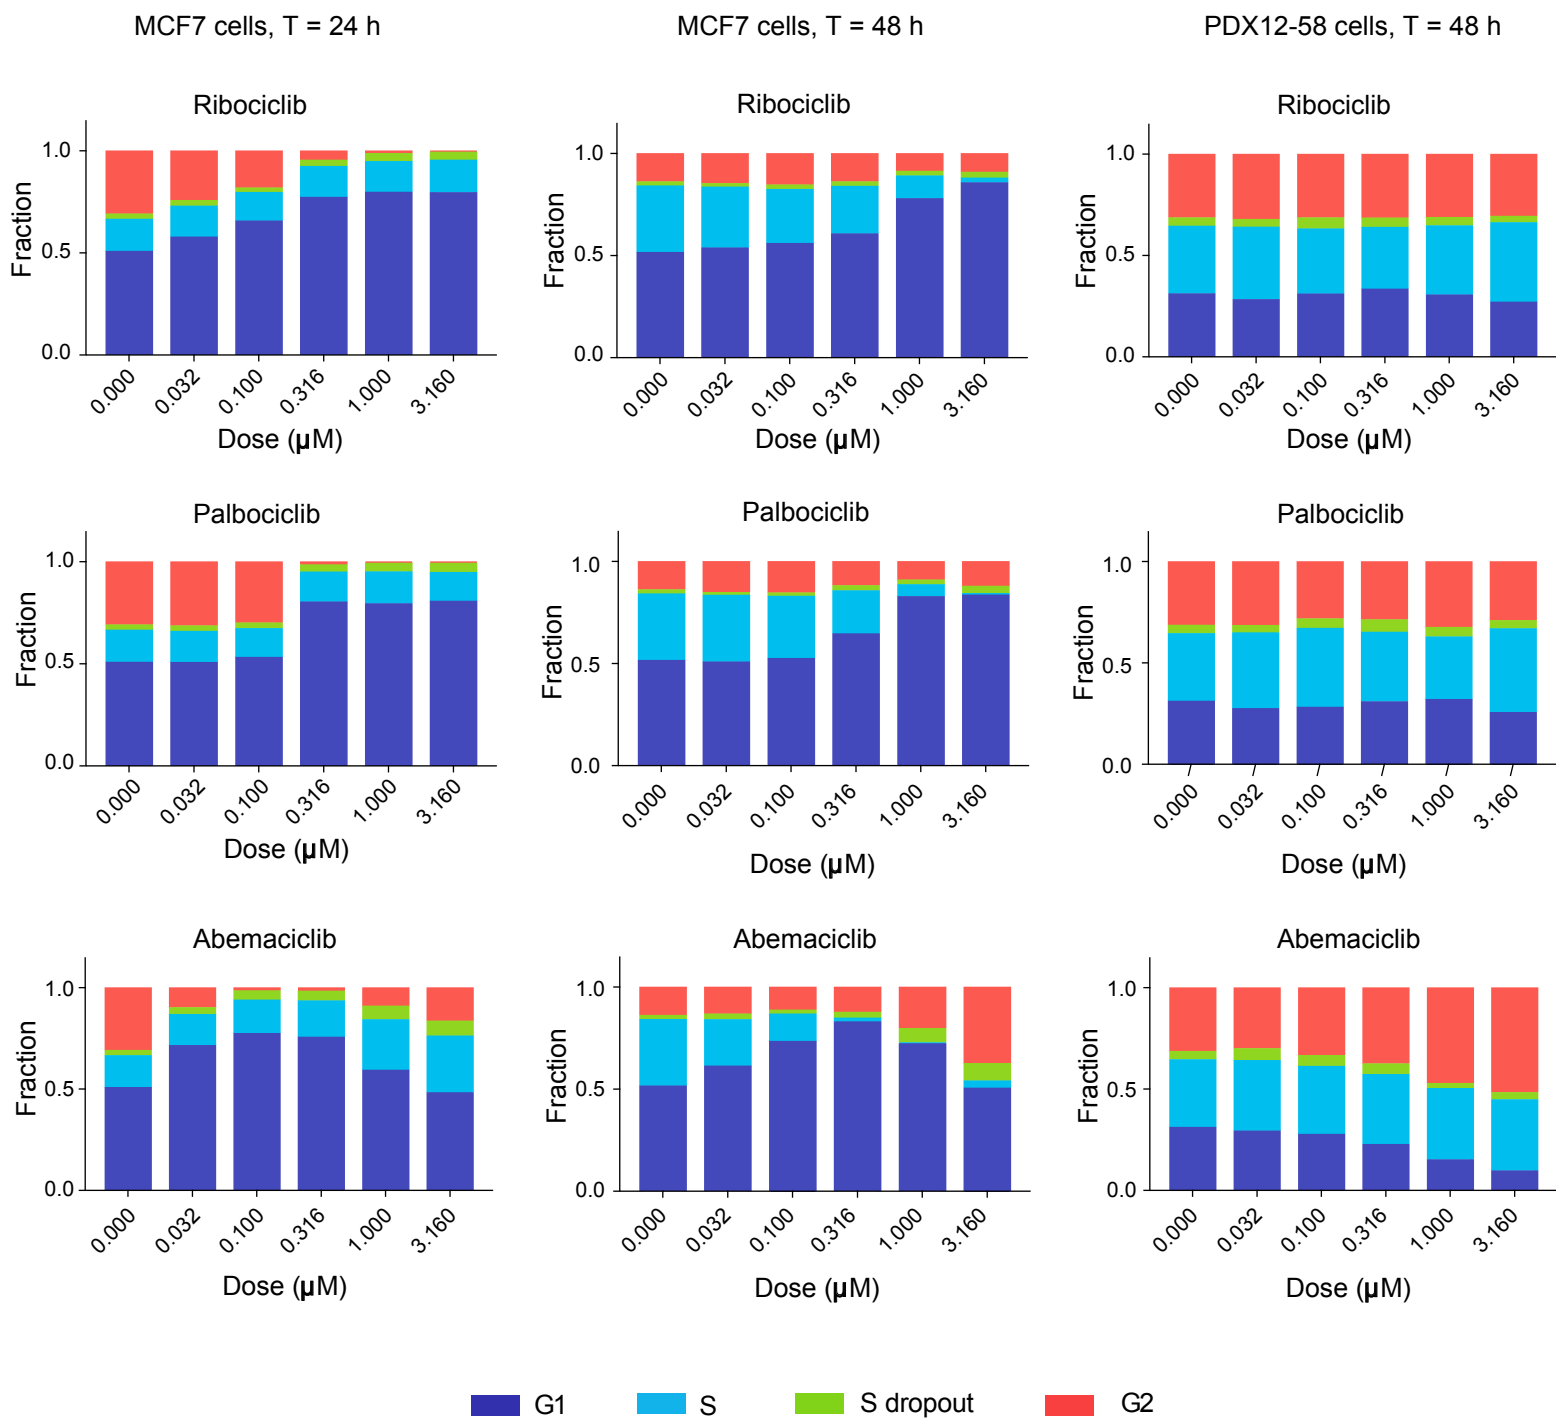 MCF7 cells, T = 24 h
MCF7 cells, T = 48 h
PDX12-58 cells, T = 48 h
Ribociclib
1.0
0.5
0.0
Fraction
0.000 0.032 0.100 0.316 1.000 3.160
Dose (µM)
Ribociclib
1.0
0.5
0.0
Fraction
0.000 0.032 0.100 0.316 1.000 3.160
Dose (µM)
Ribociclib
1.0
0.5
0.0
Fraction
0.000 0.032 0.100 0.316 1.000 3.160
Dose (µM)
Palbociclib
1.0
0.5
0.0
Fraction
0.000 0.032 0.100 0.316 1.000 3.160
Dose (µM)
Palbociclib
1.0
0.5
0.0
Fraction
0.000 0.032 0.100 0.316 1.000 3.160
Dose (µM)
Palbociclib
1.0
0.5
0.0
Fraction
0.000 0.032 0.100 0.316 1.000 3.160
Dose (µM)
Abemaciclib
1.0
0.5
0.0
Fraction
0.000 0.032 0.100 0.316 1.000 3.160
Dose (µM)
Abemaciclib
1.0
0.5
0.0
Fraction
0.000 0.032 0.100 0.316 1.000 3.160
Dose (µM)
Abemaciclib
1.0
0.5
0.0
Fraction
0.000 0.032 0.100 0.316 1.000 3.160
Dose (µM)
G1 S S dropout G2